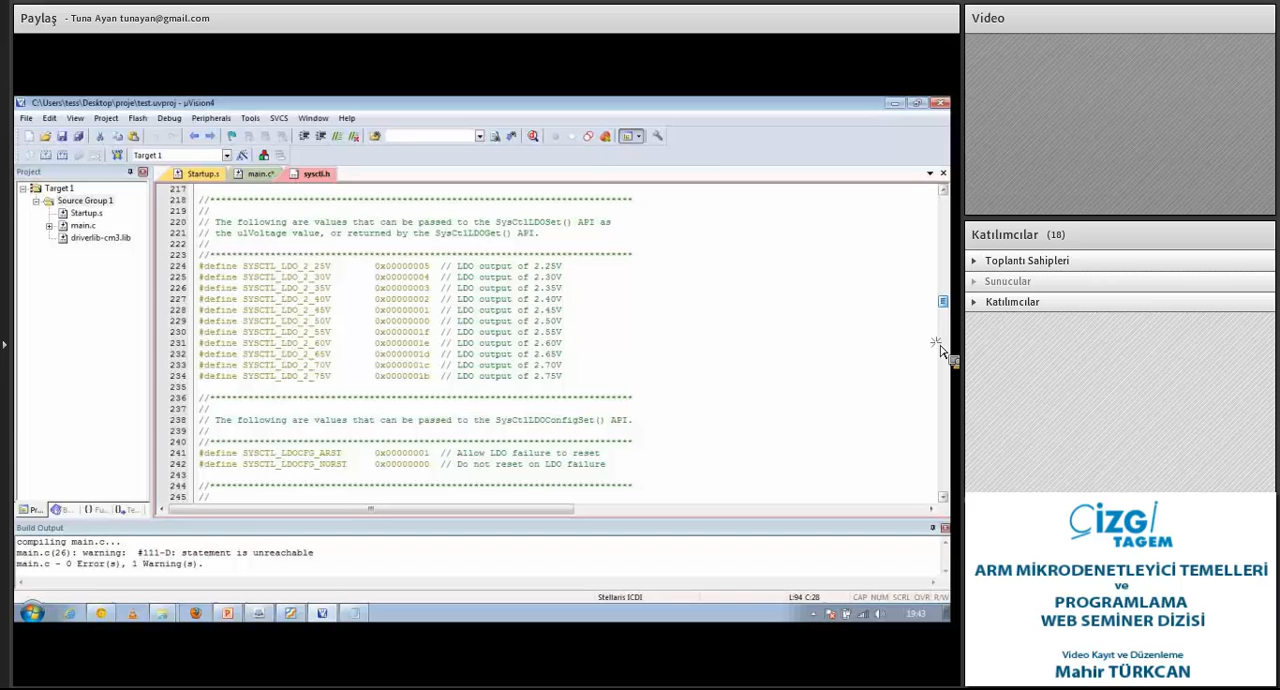 Paylaş - Tuna Ayan tunayan@gmail.com
C:\Users\tess\Desktop\proje\test.uvproj - µVision4
File Edit View Project Flash Debug Peripherals Tools SVCS Window Help
Target 1
Project
Startup.s main.c* sysctl.h
Target 1
Source Group 1
Startup.s
main.c
driverlib-cm3.lib
217
218 //****************************************************************************
219 //
220 // The following are values that can be passed to the SysCtlLDOSet() API as
221 // the ulVoltage value, or returned by the SysCtlLDOGet() API.
222 //
223 //****************************************************************************
224 #define SYSCTL_LDO_2_25V 0x00000005 // LDO output of 2.25V
225 #define SYSCTL_LDO_2_30V 0x00000004 // LDO output of 2.30V
226 #define SYSCTL_LDO_2_35V 0x00000003 // LDO output of 2.35V
227 #define SYSCTL_LDO_2_40V 0x00000002 // LDO output of 2.40V
228 #define SYSCTL_LDO_2_45V 0x00000001 // LDO output of 2.45V
229 #define SYSCTL_LDO_2_50V 0x00000000 // LDO output of 2.50V
230 #define SYSCTL_LDO_2_55V 0x0000001f // LDO output of 2.55V
231 #define SYSCTL_LDO_2_60V 0x0000001e // LDO output of 2.60V
232 #define SYSCTL_LDO_2_65V 0x0000001d // LDO output of 2.65V
233 #define SYSCTL_LDO_2_70V 0x0000001c // LDO output of 2.70V
234 #define SYSCTL_LDO_2_75V 0x0000001b // LDO output of 2.75V
235
236 //****************************************************************************
237 //
238 // The following are values that can be passed to the SysCtlLDOConfigSet() API.
239 //
240 //****************************************************************************
241 #define SYSCTL_LDOCFG_ARST 0x00000001 // Allow LDO failure to reset
242 #define SYSCTL_LDOCFG_NORST 0x00000000 // Do not reset on LDO failure
243
244 //****************************************************************************
245 //
Pr... B... {} Fu... Te...
Build Output
compiling main.c...
main.c(26): warning: #111-D: statement is unreachable
main.c - 0 Error(s), 1 Warning(s).
Stellaris ICDI L:94 C:28 CAP NUM SCRL OVR R/W
19:43
Video
Katılımcılar (18)
Toplantı Sahipleri
Sunucular
Katılımcılar
ÇİZGİ
TAGEM
ARM MİKRODENETLEYİCİ TEMELLERİ
ve
PROGRAMLAMA
WEB SEMİNER DİZİSİ
Video Kayıt ve Düzenleme
Mahir TÜRKCAN